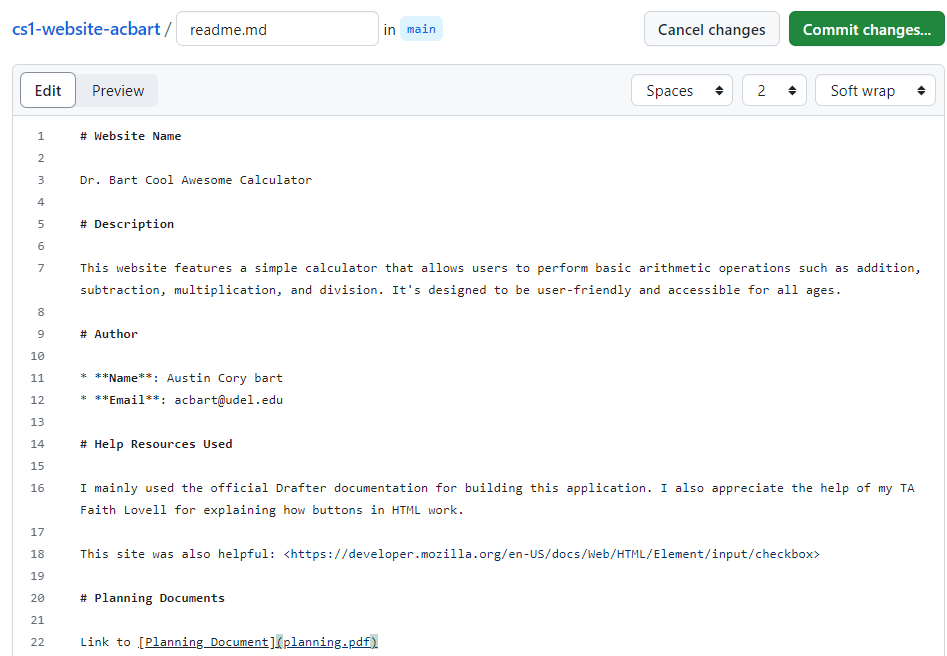 cs1-website-acbart / readme.md in main Cancel changes Commit changes...
Edit Preview Spaces 2 Soft wrap
1 # Website Name
2
3 Dr. Bart Cool Awesome Calculator
4
5 # Description
6
7 This website features a simple calculator that allows users to perform basic arithmetic operations such as addition,
subtraction, multiplication, and division. It's designed to be user-friendly and accessible for all ages.
8
9 # Author
10
11 * **Name**: Austin Cory bart
12 * **Email**: acbart@udel.edu
13
14 # Help Resources Used
15
16 I mainly used the official Drafter documentation for building this application. I also appreciate the help of my TA
Faith Lovell for explaining how buttons in HTML work.
17
18 This site was also helpful: <https://developer.mozilla.org/en-US/docs/Web/HTML/Element/input/checkbox>
19
20 # Planning Documents
21
22 Link to [Planning Document](planning.pdf)